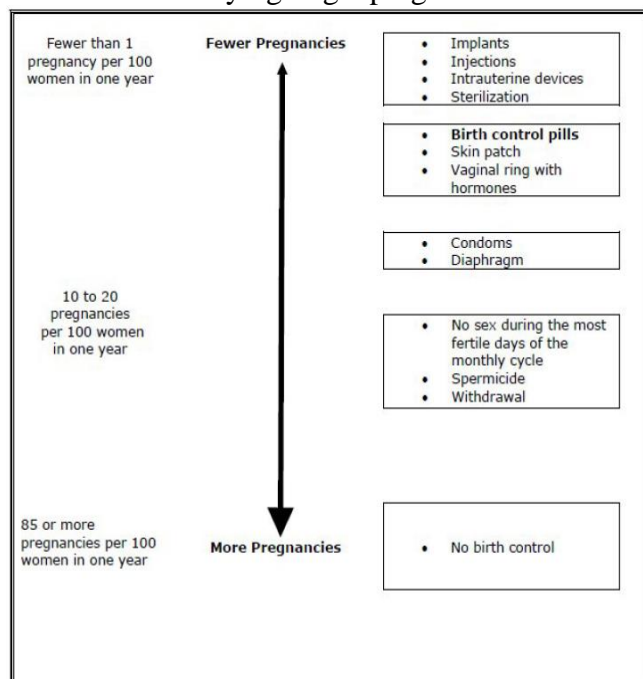 Fewer than 1
pregnancy per 100
women in one year
Fewer Pregnancies
• Implants
• Injections
• Intrauterine devices
• Sterilization
• Birth control pills
• Skin patch
• Vaginal ring with
hormones
• Condoms
• Diaphragm
10 to 20
pregnancies
per 100 women
in one year
• No sex during the most
fertile days of the
monthly cycle
• Spermicide
• Withdrawal
85 or more
pregnancies per 100
women in one year
More Pregnancies
• No birth control